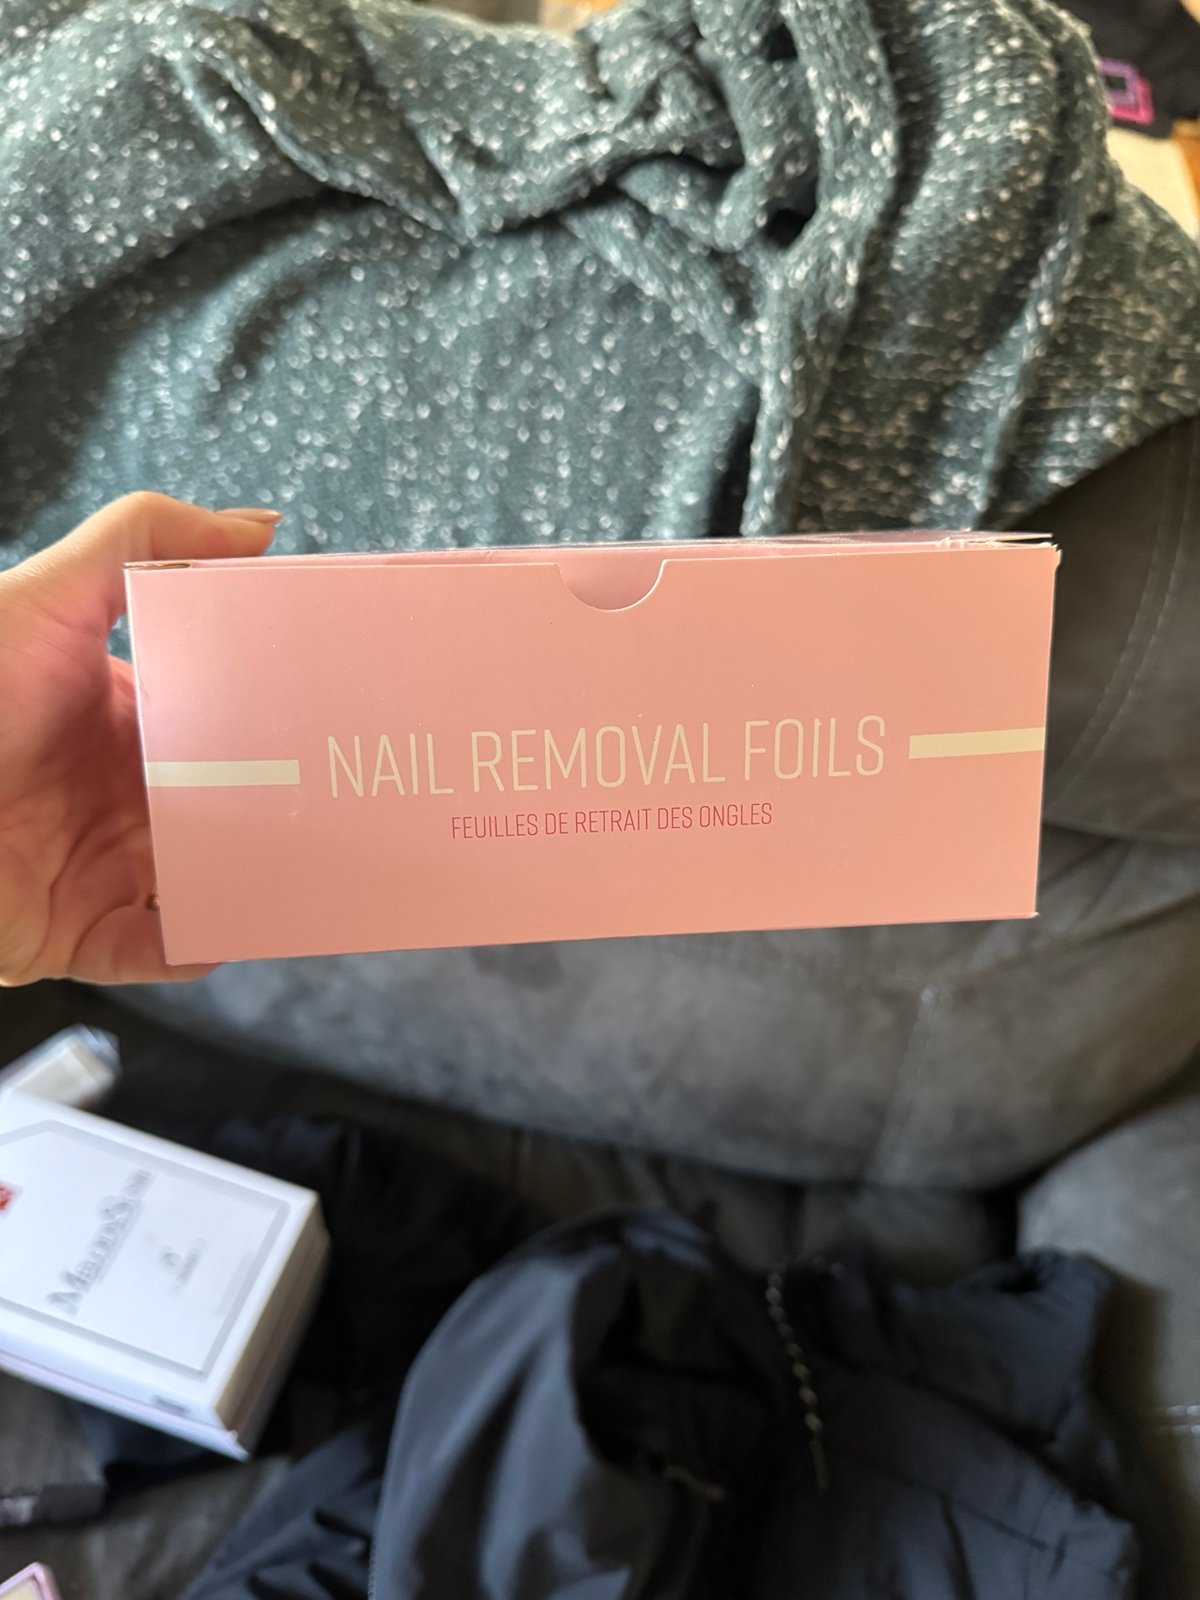 NAIL REMOVAL FOILS
FEUILLES DE RETRAIT DES ONGLES